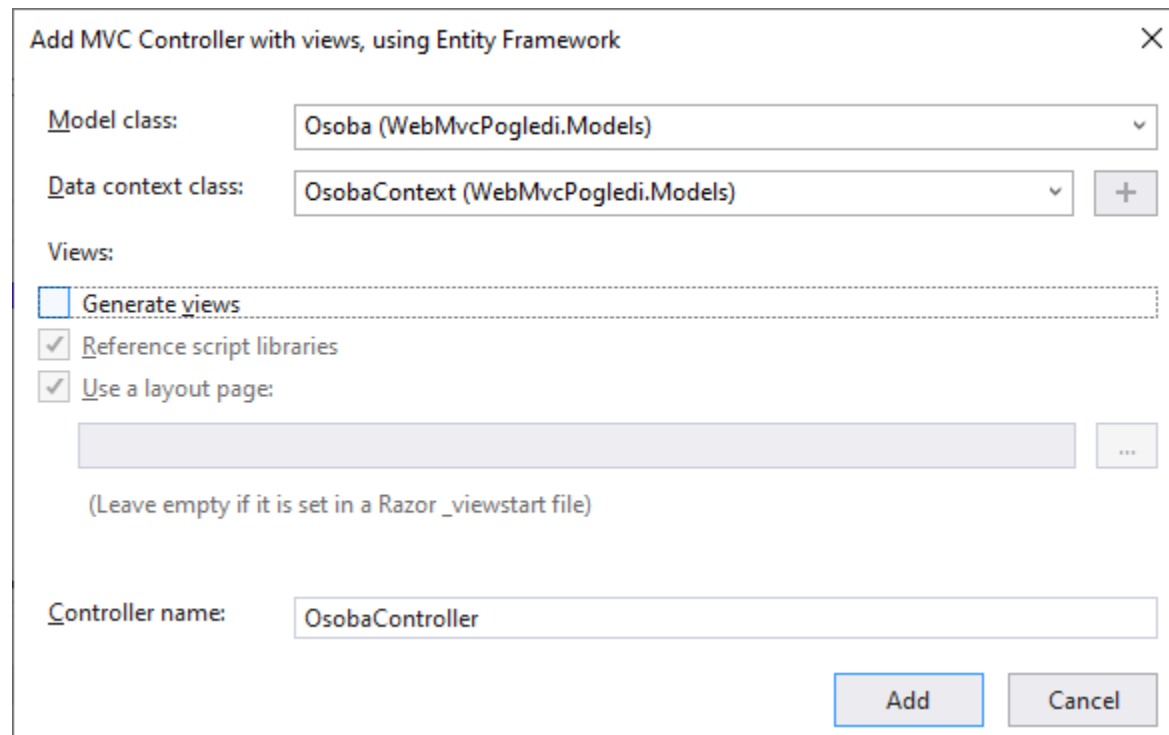 Add MVC Controller with views, using Entity Framework
Model class: Osoba (WebMvcPogledi.Models)
Data context class: OsobaContext (WebMvcPogledi.Models) +
Views:
Generate views
Reference script libraries
Use a layout page:
...
(Leave empty if it is set in a Razor _viewstart file)
Controller name: OsobaController
Add Cancel